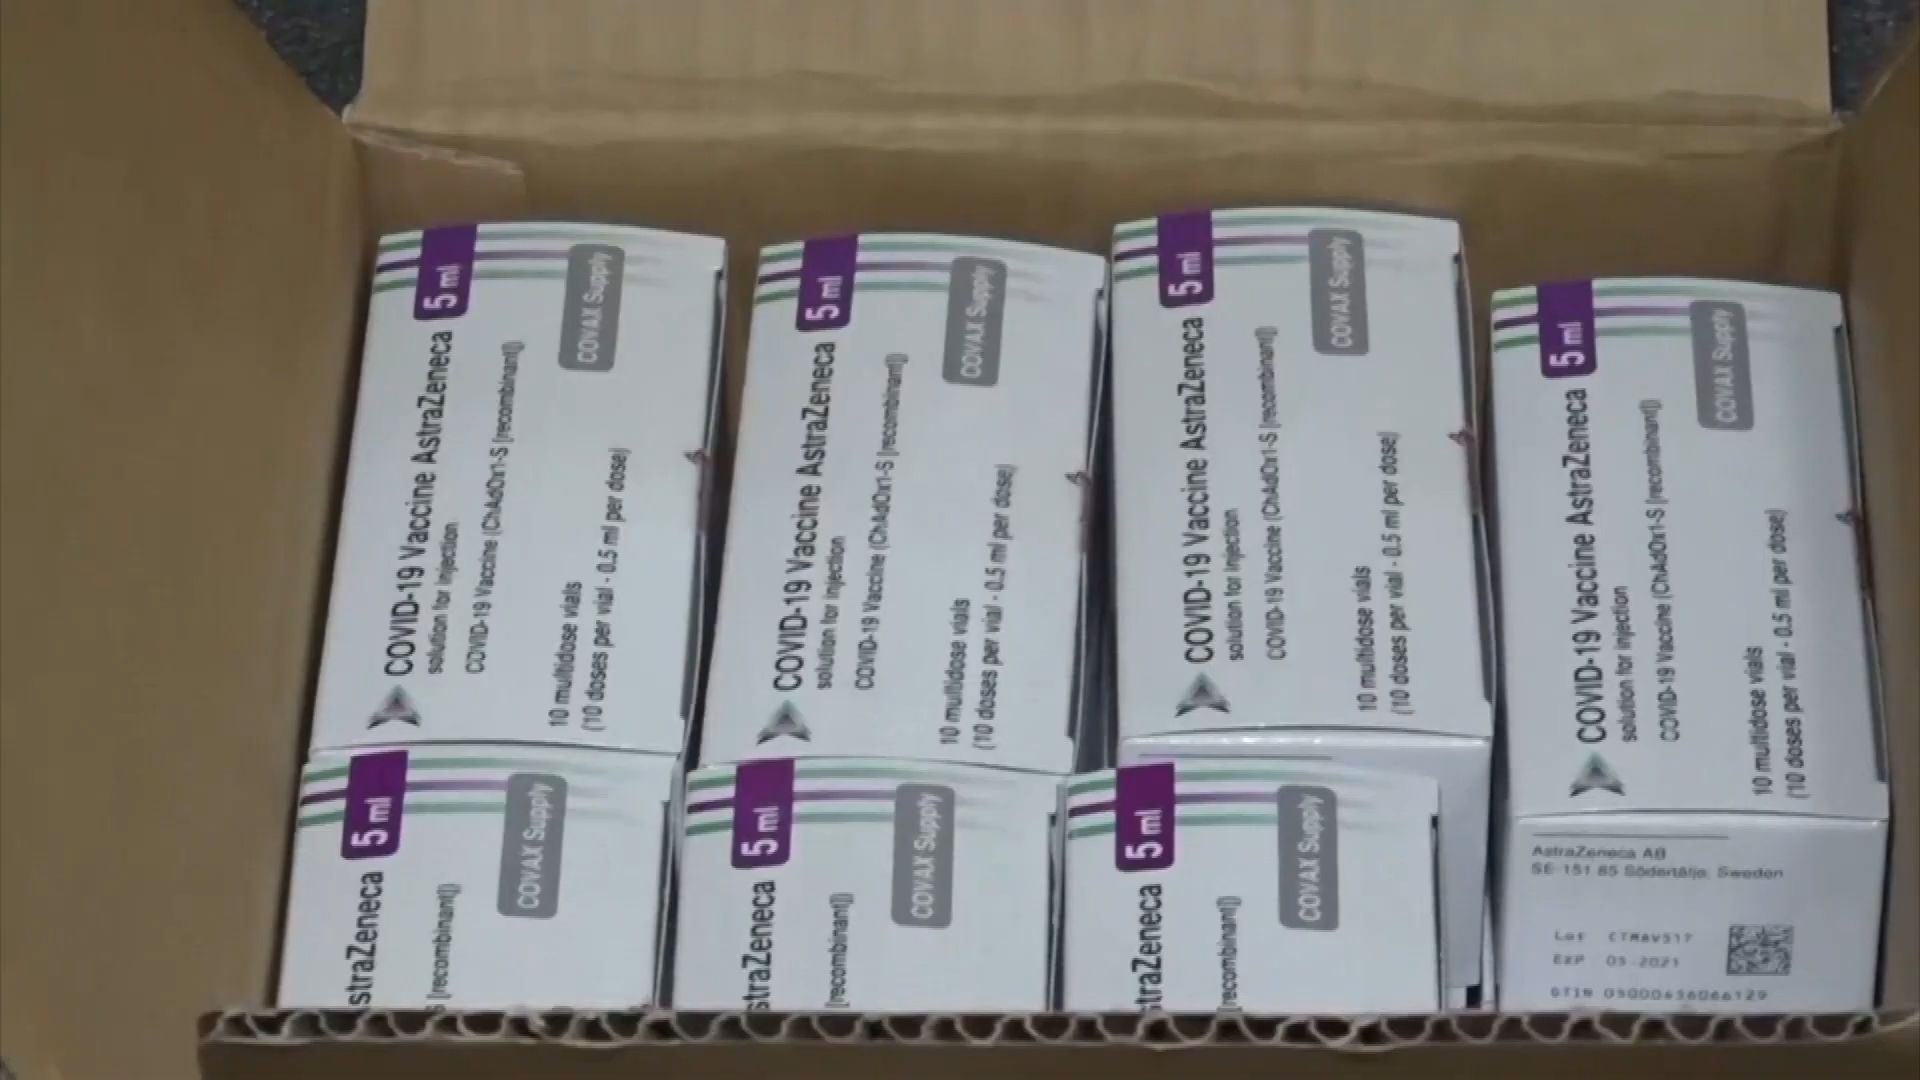 5 ml
COVAX Supply
COVID-19 Vaccine AstraZeneca
solution for injection
COVID-19 Vaccine (ChAdOx1-S [recombinant])
10 multidose vials
(10 doses per vial - 0.5 ml per dose)
5 ml
COVAX Supply
COVID-19 Vaccine AstraZeneca
solution for injection
COVID-19 Vaccine (ChAdOx1-S [recombinant])
10 multidose vials
(10 doses per vial - 0.5 ml per dose)
5 ml
COVAX Supply
COVID-19 Vaccine AstraZeneca
solution for injection
COVID-19 Vaccine (ChAdOx1-S [recombinant])
10 multidose vials
(10 doses per vial - 0.5 ml per dose)
5 ml
COVAX Supply
COVID-19 Vaccine AstraZeneca
solution for injection
COVID-19 Vaccine (ChAdOx1-S [recombinant])
10 multidose vials
(10 doses per vial - 0.5 ml per dose)
AstraZeneca AB
SE-151 85 Södertälje, Sweden
Lot CTMAV517
EXP 05-2021
GTIN
5 ml
COVAX Supply
straZeneca
[recombinant])
5 ml
COVAX Supply
straZeneca
[recombinant])
5 ml
COVAX Supply
straZeneca
[recombinant])